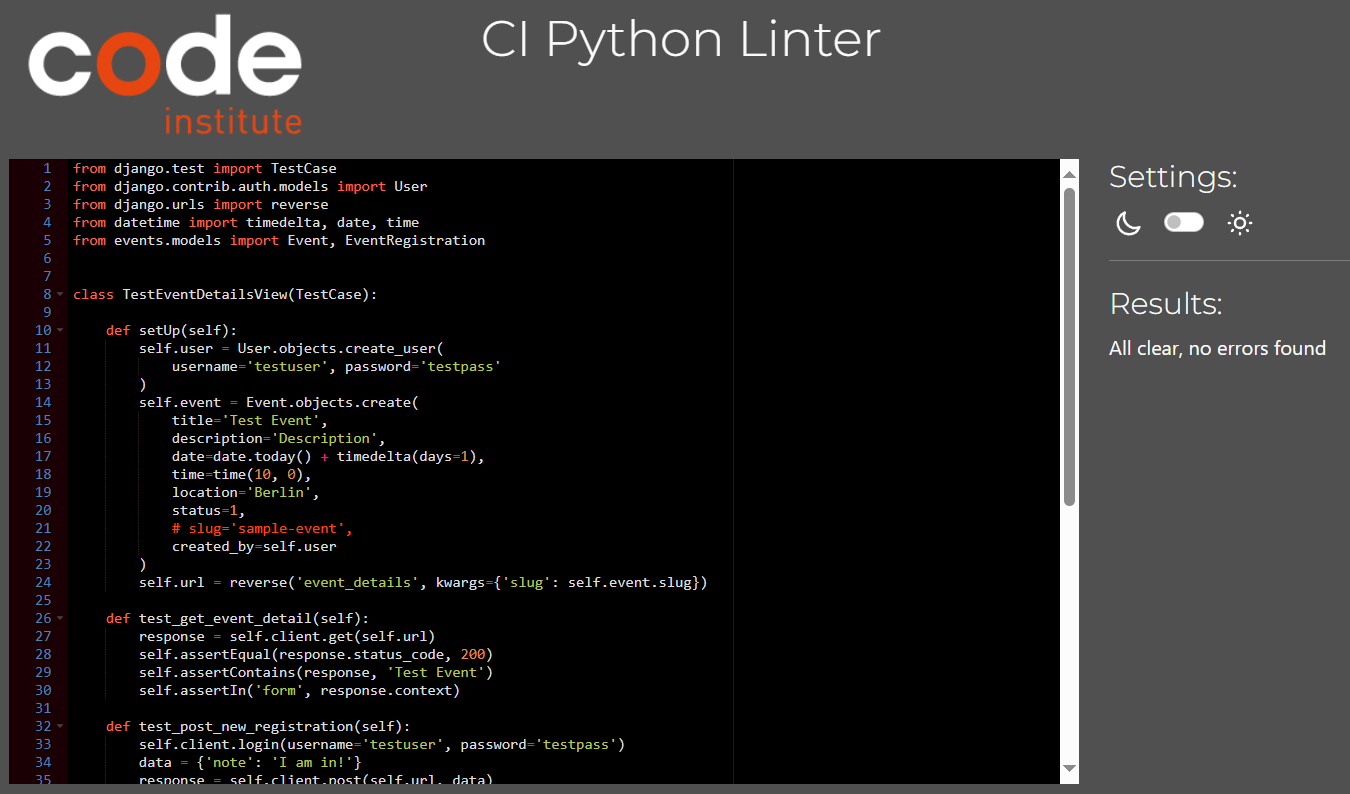 code
institute
CI Python Linter
1 from django.test import TestCase
2 from django.contrib.auth.models import User
3 from django.urls import reverse
4 from datetime import timedelta, date, time
5 from events.models import Event, EventRegistration
6
7
8 class TestEventDetailsView(TestCase):
9
10     def setUp(self):
11         self.user = User.objects.create_user(
12             username='testuser', password='testpass'
13         )
14         self.event = Event.objects.create(
15             title='Test Event',
16             description='Description',
17             date=date.today() + timedelta(days=1),
18             time=time(10, 0),
19             location='Berlin',
20             status=1,
21             # slug='sample-event',
22             created_by=self.user
23         )
24         self.url = reverse('event_details', kwargs={'slug': self.event.slug})
25
26     def test_get_event_detail(self):
27         response = self.client.get(self.url)
28         self.assertEqual(response.status_code, 200)
29         self.assertContains(response, 'Test Event')
30         self.assertIn('form', response.context)
31
32     def test_post_new_registration(self):
33         self.client.login(username='testuser', password='testpass')
34         data = {'note': 'I am in!'}
35         response = self.client.post(self.url, data)
Settings:
Results:
All clear, no errors found